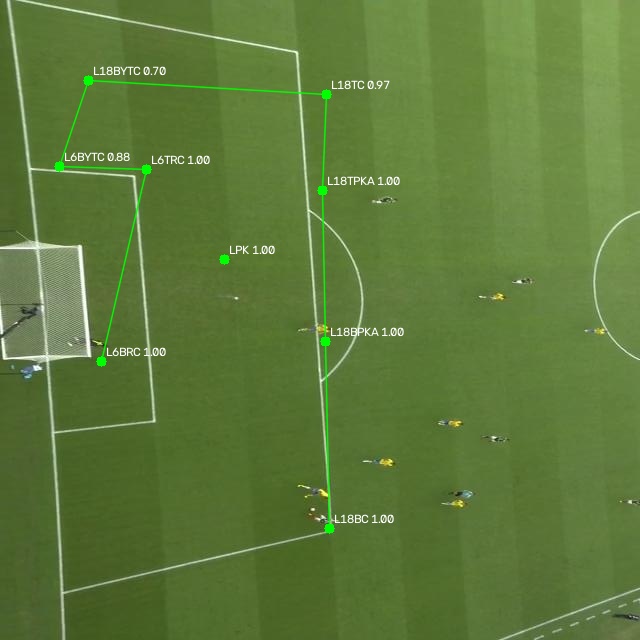 L18BYTC 0.70
L18TC 0.97
L6BYTC 0.88
L6TRC 1.00
L18TPKA 1.00
LPK 1.00
L18BPKA 1.00
L6BRC 1.00
L18BC 1.00